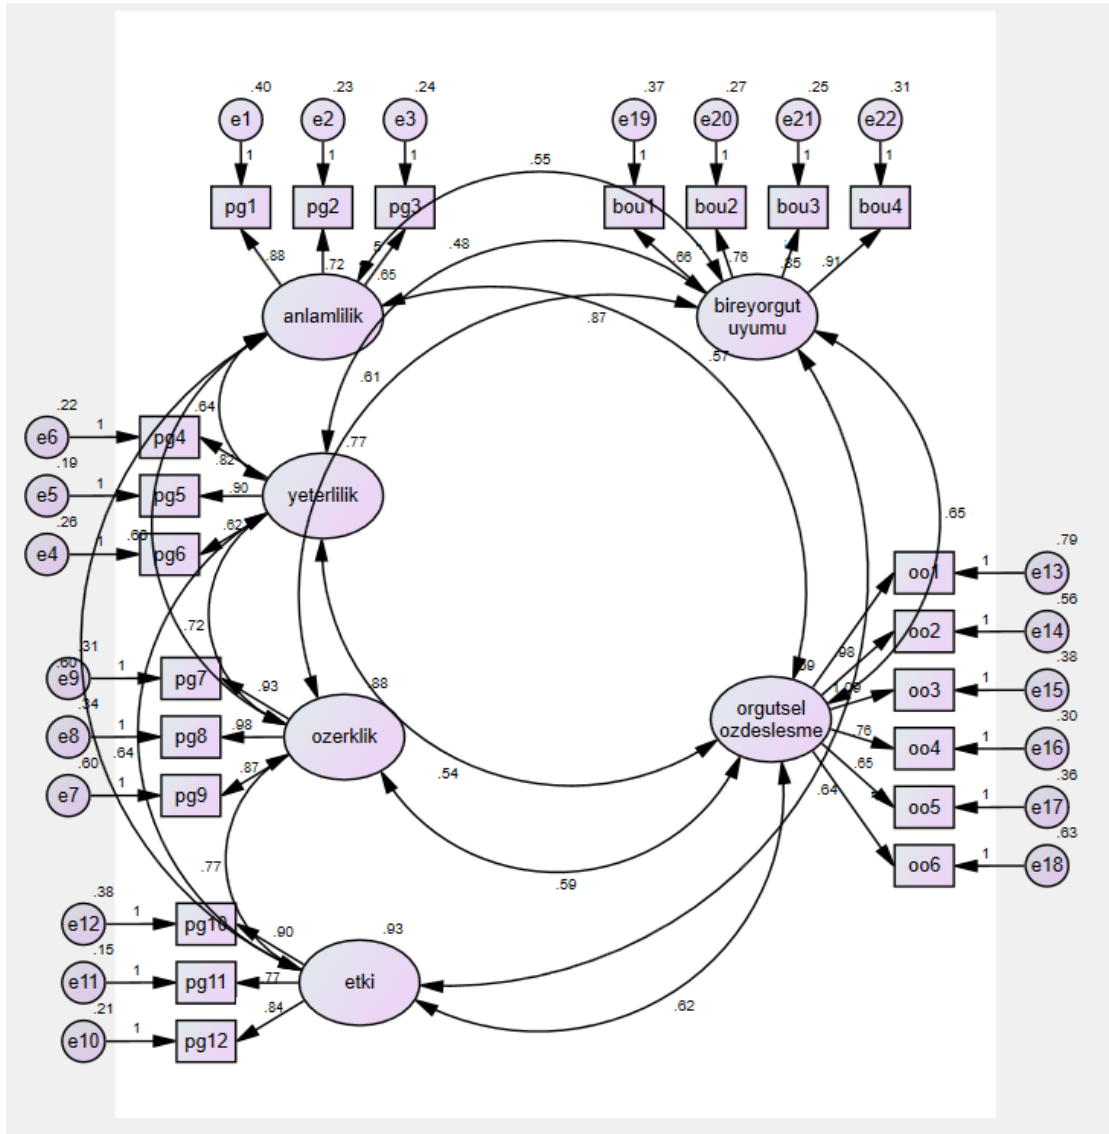 .40 .23 .24 .37 .27 .25 .31
e1 e2 e3 e19 e20 e21 e22
1 1 1 1 1 1 1
.55
pg1 pg2 pg3 bou1 bou2 bou3 bou4
.88 .72 .65 .48 .66 .76 .85 .91
anlamlilik
bireyorgut
uyumu
.87
.57
.61
.64
.77
.22
e6 1 pg4
.82
.19
e5 1 pg5 .90
yeterlilik
.26
e4 1 pg6 .62
.65
oo1 1 e13 .79
oo2 1 e14 .56
oo3 1 e15 .38
oo4 1 e16 .30
oo5 1 e17 .36
oo6 1 e18 .63
.98
1.09
.76
.65
.64
orgutsel
ozdeslesme
.72
.31
.60
e9 1 pg7 .93
.88
.34
e8 1 pg8 .98
ozerklik
.60
e7 1 pg9 .87
.64
.54
.59
.77
.38
e12 1 pg10 .90
.93
.15
e11 1 pg11 .77
etki
.21
e10 1 pg12 .84
.62